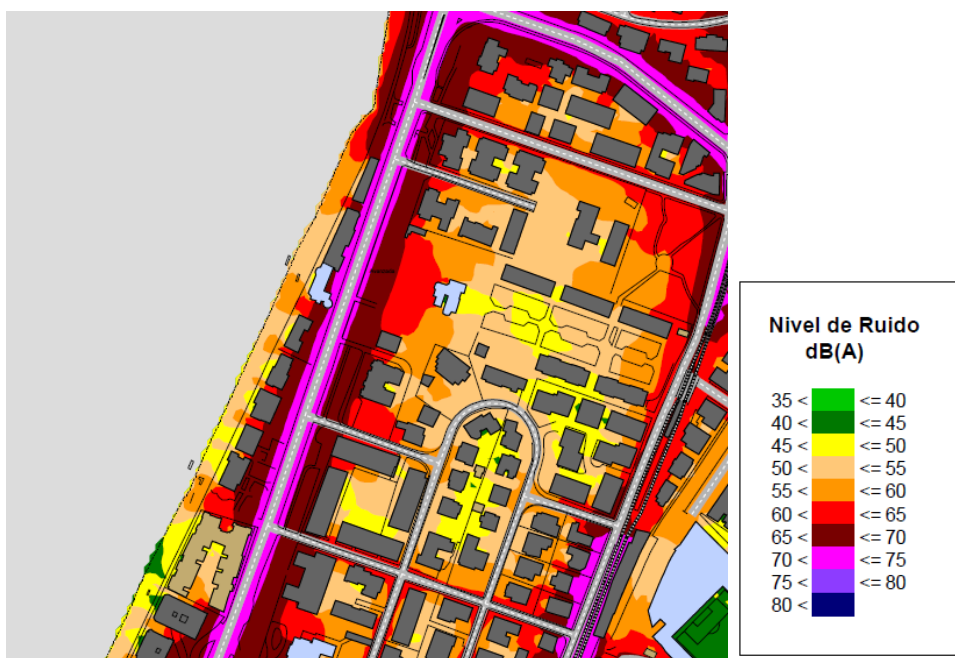 Nivel de Ruido
dB(A)
35 < <= 40
40 < <= 45
45 < <= 50
50 < <= 55
55 < <= 60
60 < <= 65
65 < <= 70
70 < <= 75
75 < <= 80
80 <